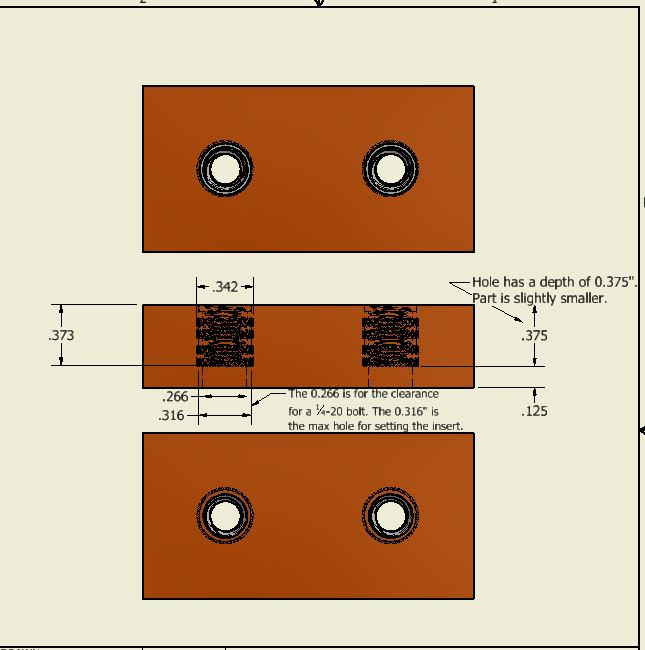 2 1
.342
Hole has a depth of 0.375".
Part is slightly smaller.
.373
.375
.266
.316
The 0.266 is for the clearance
for a ¼-20 bolt. The 0.316" is
the max hole for setting the insert.
.125